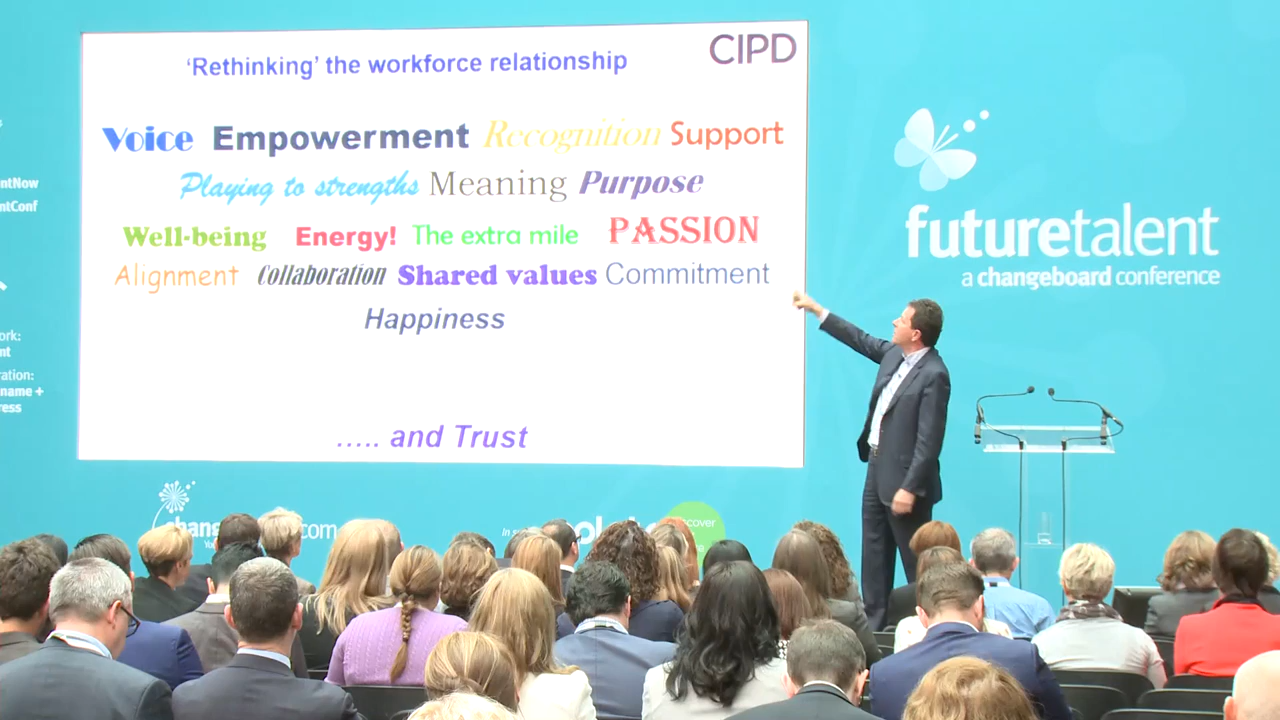 'Rethinking' the workforce relationship
CIPD
Voice Empowerment Recognition Support
Playing to strengths Meaning Purpose
Well-being Energy! The extra mile PASSION
Alignment Collaboration Shared values Commitment
Happiness
..... and Trust
futuretalent
a changeboard conference